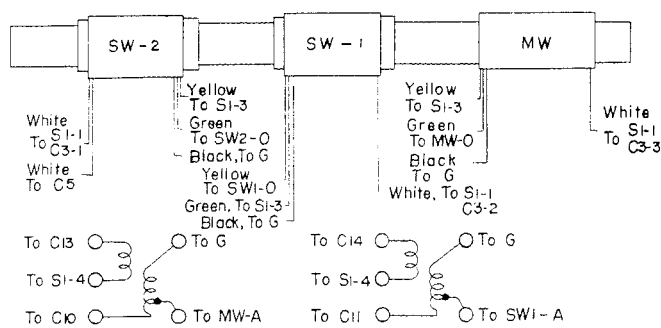 SW-2
SW-1
MW
Yellow
To S1-3
Green
To SW2-O
Black, To G
White
To S1-1
C3-1
White
To C5
Yellow
To SW1-O
Green, To S1-3
Black, To G
Yellow
To S1-3
Green
To MW-O
Black
To G
White, To S1-1
C3-2
White
To S1-1
C3-3
To C13
To G
To S1-4
To C10
To MW-A
To C14
To G
To S1-4
To C11
To SW1-A